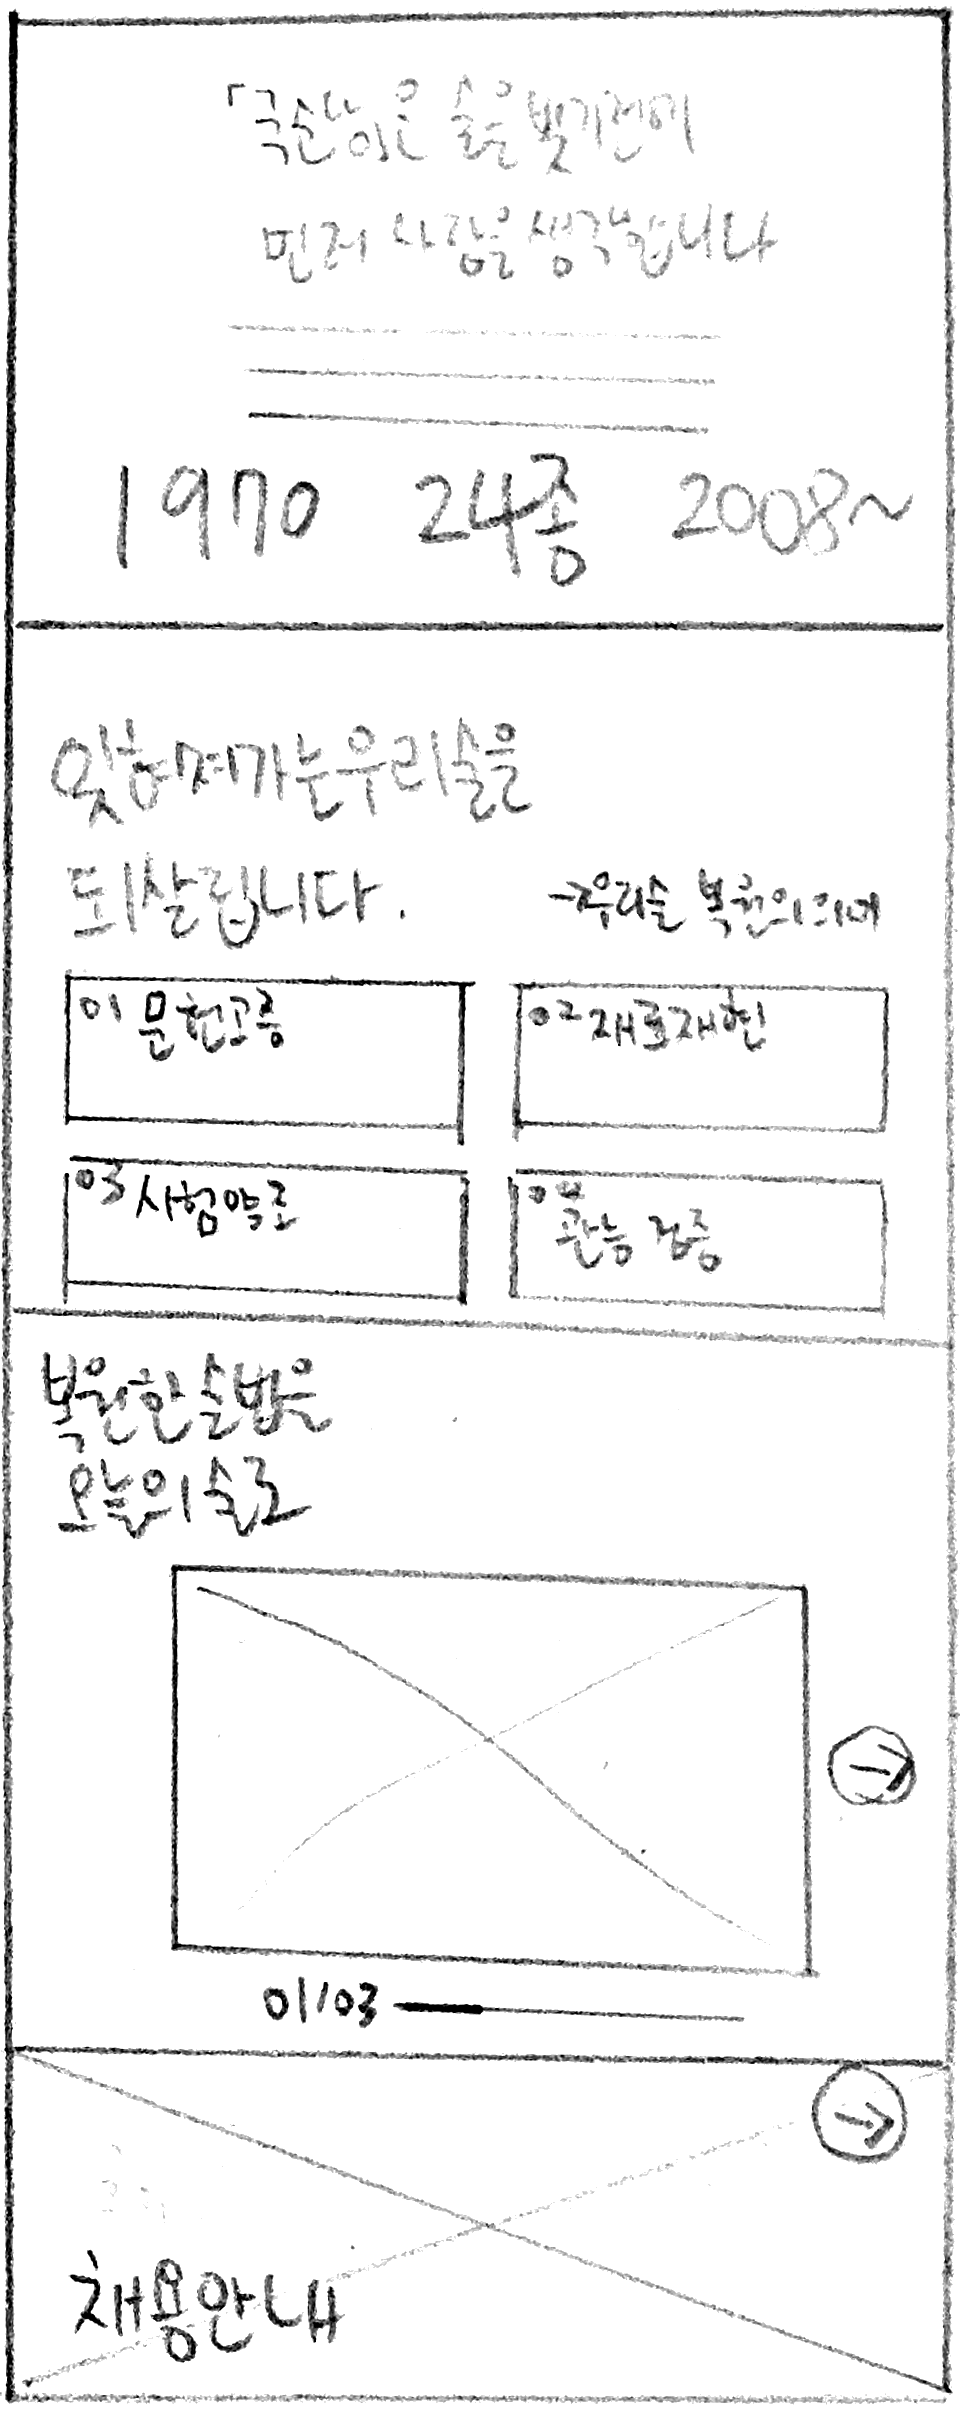 「국순당은 술을 빚기전에
먼저 사람을 생각합니다
1970 24종 2008~
잊혀져가는 우리술을
되살립니다.
→우리술 복원의 의미
01 문헌고증
02 재료재현
03 시험양조
04 관능 검증
복원한 술법은
오늘의 술로
→
01/03
→
채용안내